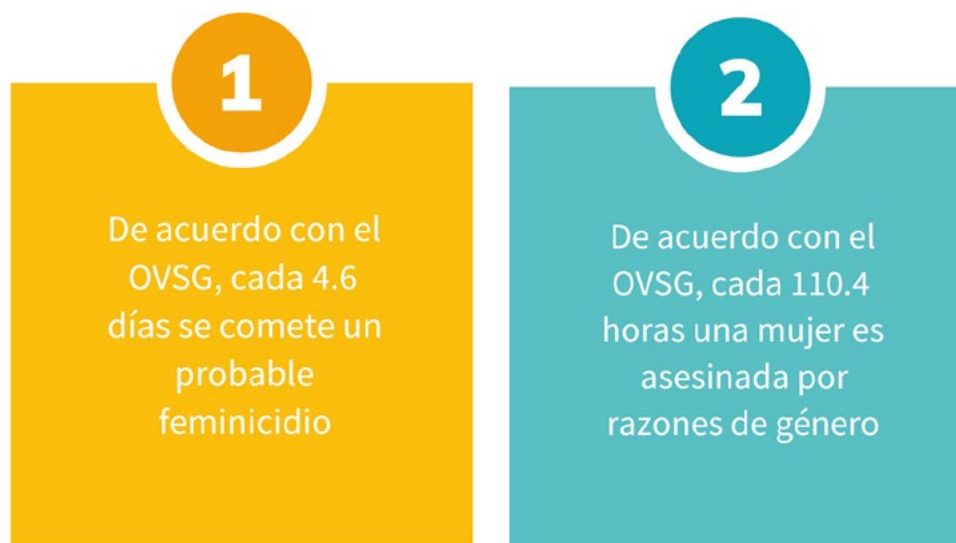 1
De acuerdo con el
OVSG, cada 4.6
días se comete un
probable
feminicidio
2
De acuerdo con el
OVSG, cada 110.4
horas una mujer es
asesinada por
razones de género